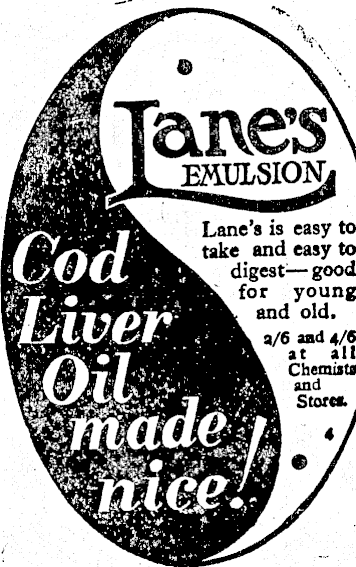 Lane's
EMULSION
Lane's is easy to
take and easy to
digest—good
for young
and old.
2/6 and 4/6
at all
Chemists
and
Stores.
4
Cod
Liver
Oil
made
nice!